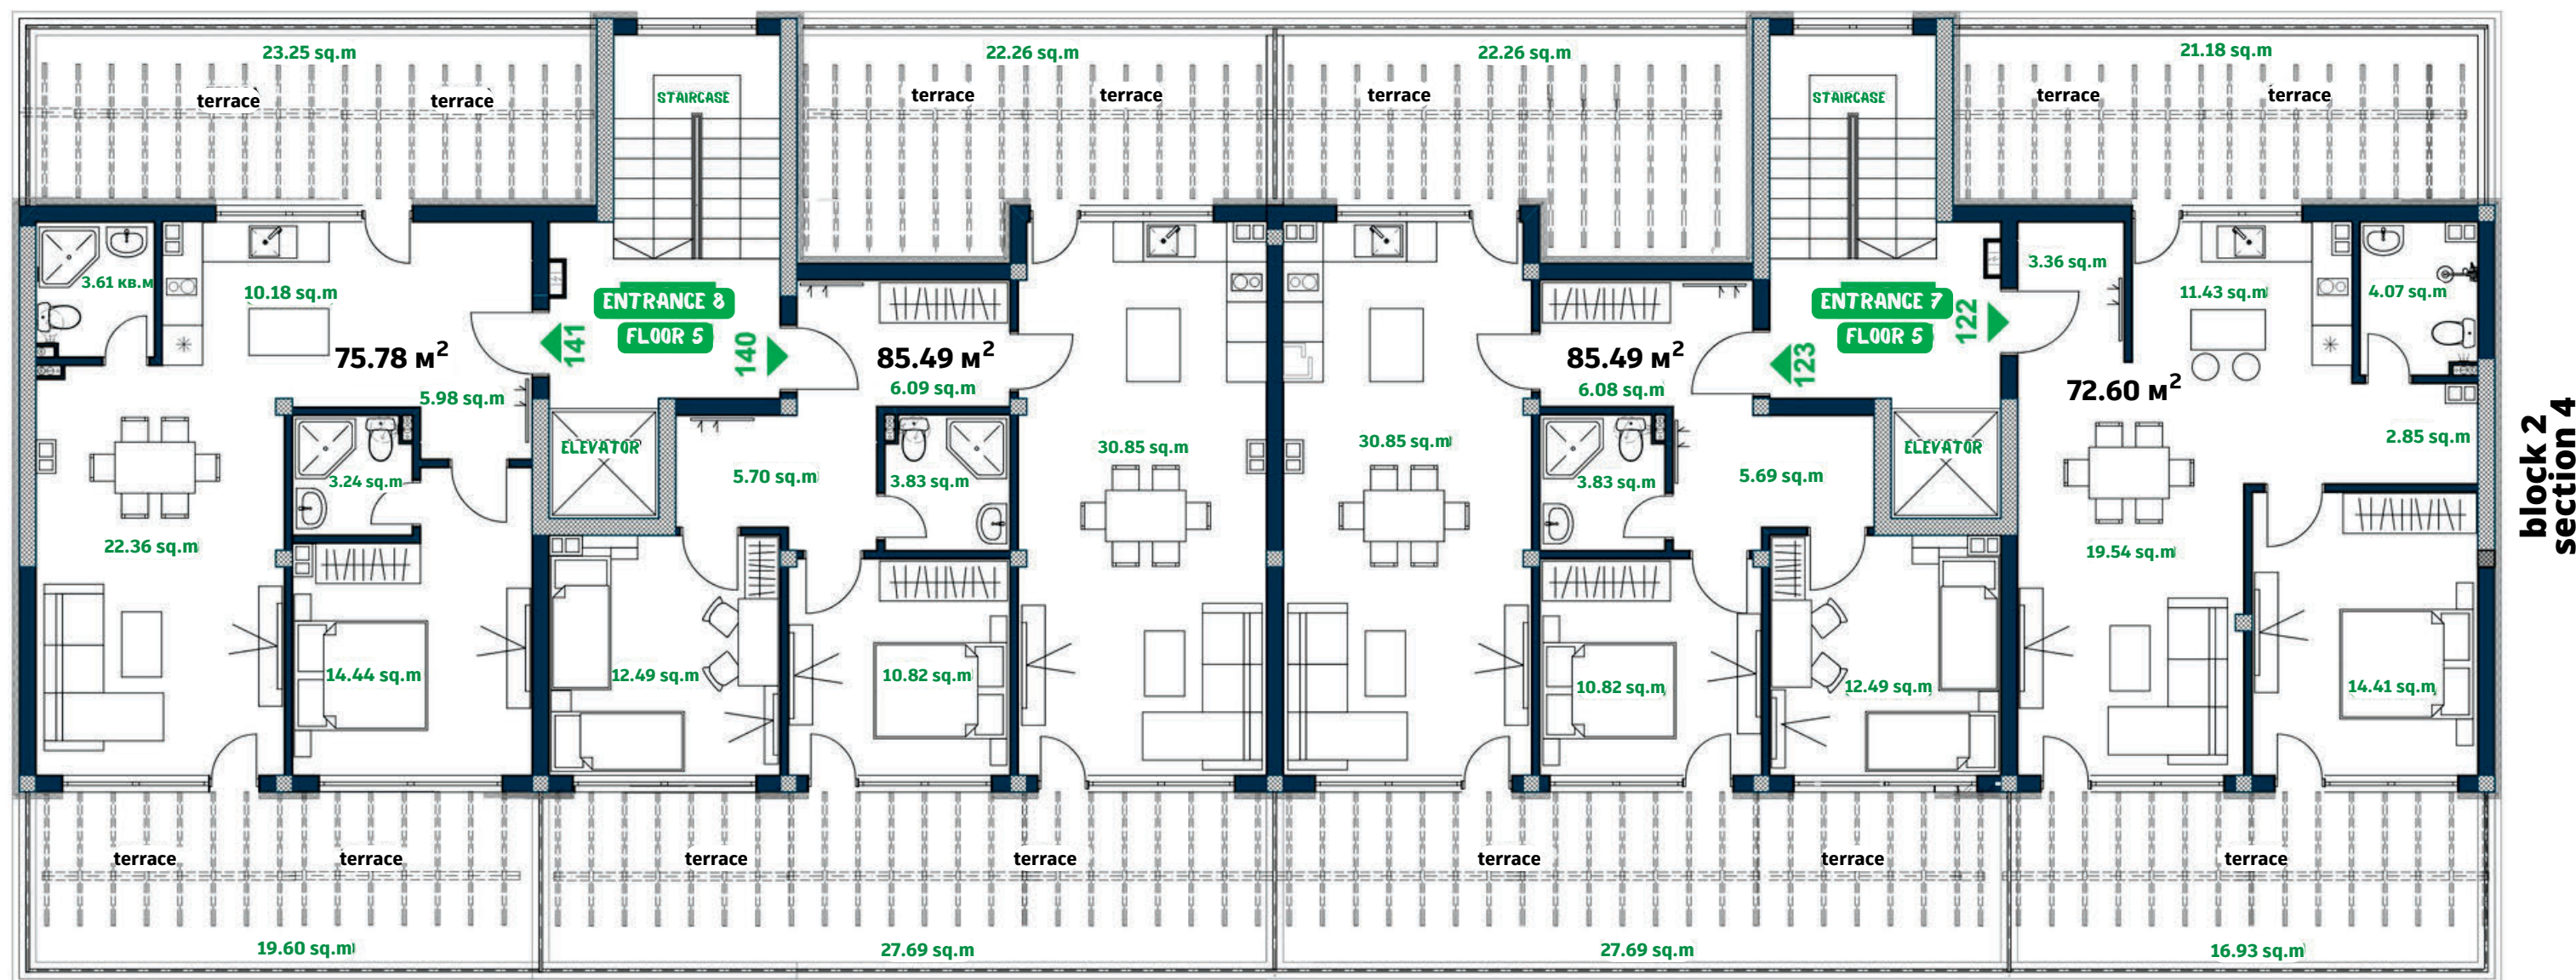 23.25 sq.m
22.26 sq.m
22.26 sq.m
21.18 sq.m
terrace
terrace
STAIRCASE
terrace
terrace
terrace
STAIRCASE
terrace
terrace
3.61 кв.м
10.18 sq.m
ENTRANCE 8
FLOOR 5
141
140
75.78 м²
5.98 sq.m
85.49 м²
6.09 sq.m
85.49 м²
6.08 sq.m
ENTRANCE 7
FLOOR 5
123
122
3.36 sq.m
11.43 sq.m
4.07 sq.m
72.60 м²
2.85 sq.m
ELEVATOR
3.24 sq.m
5.70 sq.m
3.83 sq.m
30.85 sq.m
30.85 sq.m
3.83 sq.m
5.69 sq.m
ELEVATOR
22.36 sq.m
19.54 sq.m
14.44 sq.m
12.49 sq.m
10.82 sq.m
10.82 sq.m
12.49 sq.m
14.41 sq.m
terrace
terrace
terrace
terrace
terrace
terrace
terrace
19.60 sq.m
27.69 sq.m
27.69 sq.m
16.93 sq.m
block 2
section 4